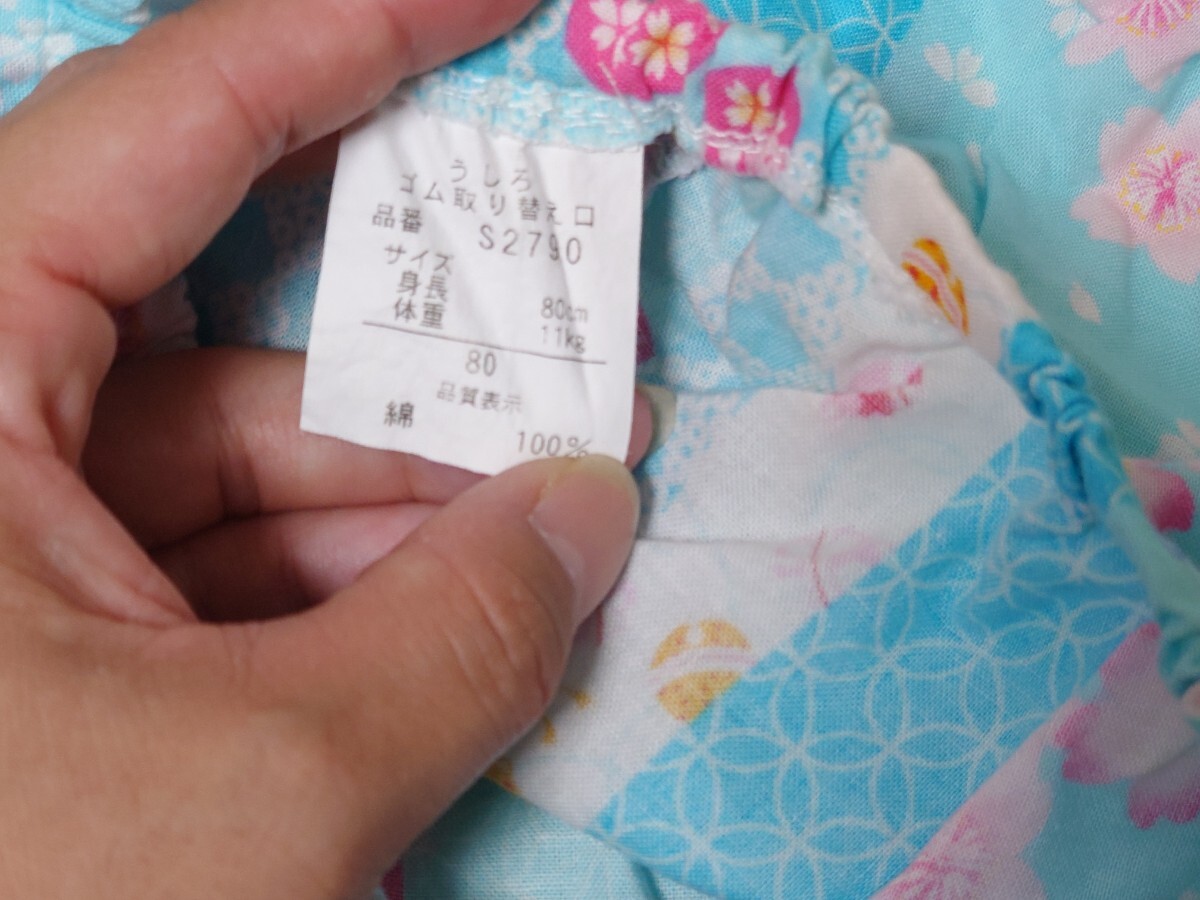 うしろ
ゴム取り替え口
品番 S2790
サイズ
身長 80cm
体重 11kg
80
品質表示
綿 100%